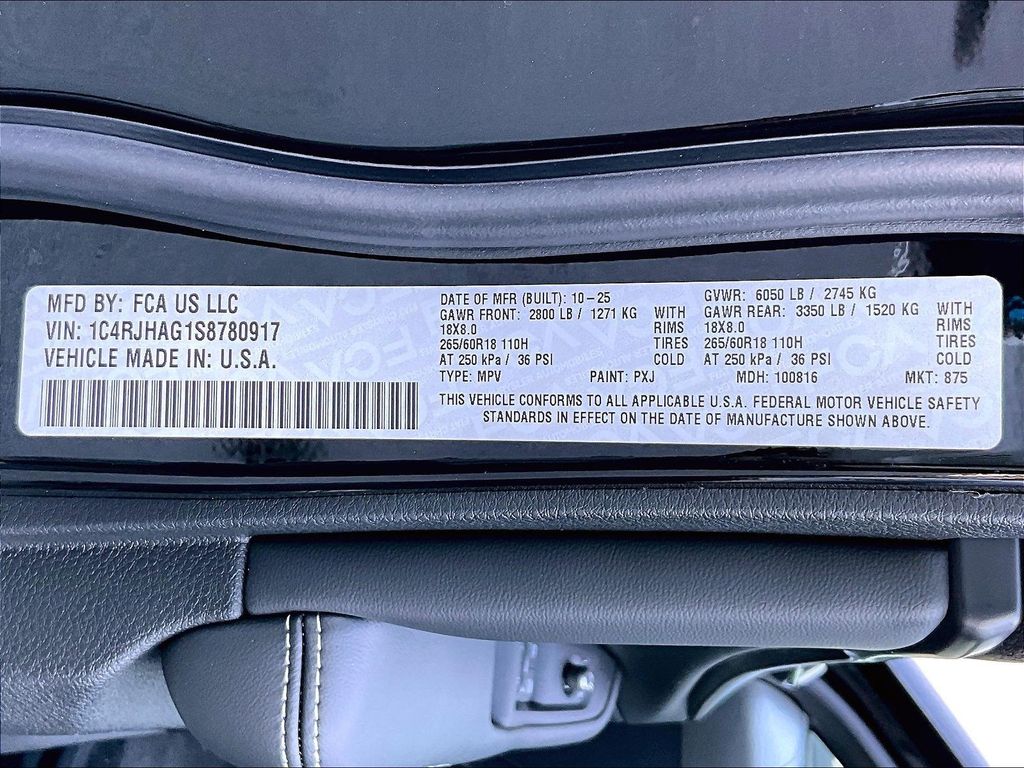 MFD BY: FCA US LLC
VIN: 1C4RJHAG1S8780917
VEHICLE MADE IN: U.S.A.
DATE OF MFR (BUILT): 10-25
GAWR FRONT: 2800 LB / 1271 KG WITH
18X8.0 RIMS
265/60R18 110H TIRES
AT 250 kPa / 36 PSI COLD
GVWR: 6050 LB / 2745 KG
GAWR REAR: 3350 LB / 1520 KG WITH
18X8.0 RIMS
265/60R18 110H TIRES
AT 250 kPa / 36 PSI COLD
TYPE: MPV PAINT: PXJ MDH: 100816 MKT: 875
THIS VEHICLE CONFORMS TO ALL APPLICABLE U.S.A. FEDERAL MOTOR VEHICLE SAFETY
STANDARDS IN EFFECT ON THE DATE OF MANUFACTURE SHOWN ABOVE.